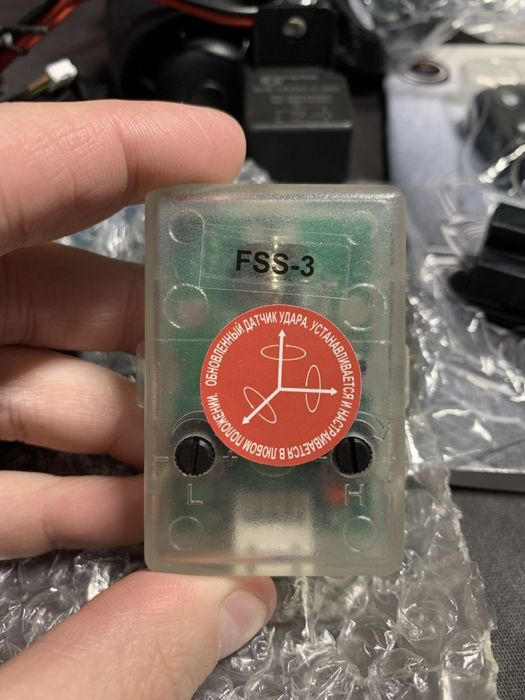 FSS-3
ОБНОВЛЕННЫЙ ДАТЧИК УДАРА. УСТАНАВЛИВАЕТСЯ И НАСТРАИВАЕТСЯ В ЛЮБОМ ПОЛОЖЕНИИ.
- + - +
L H